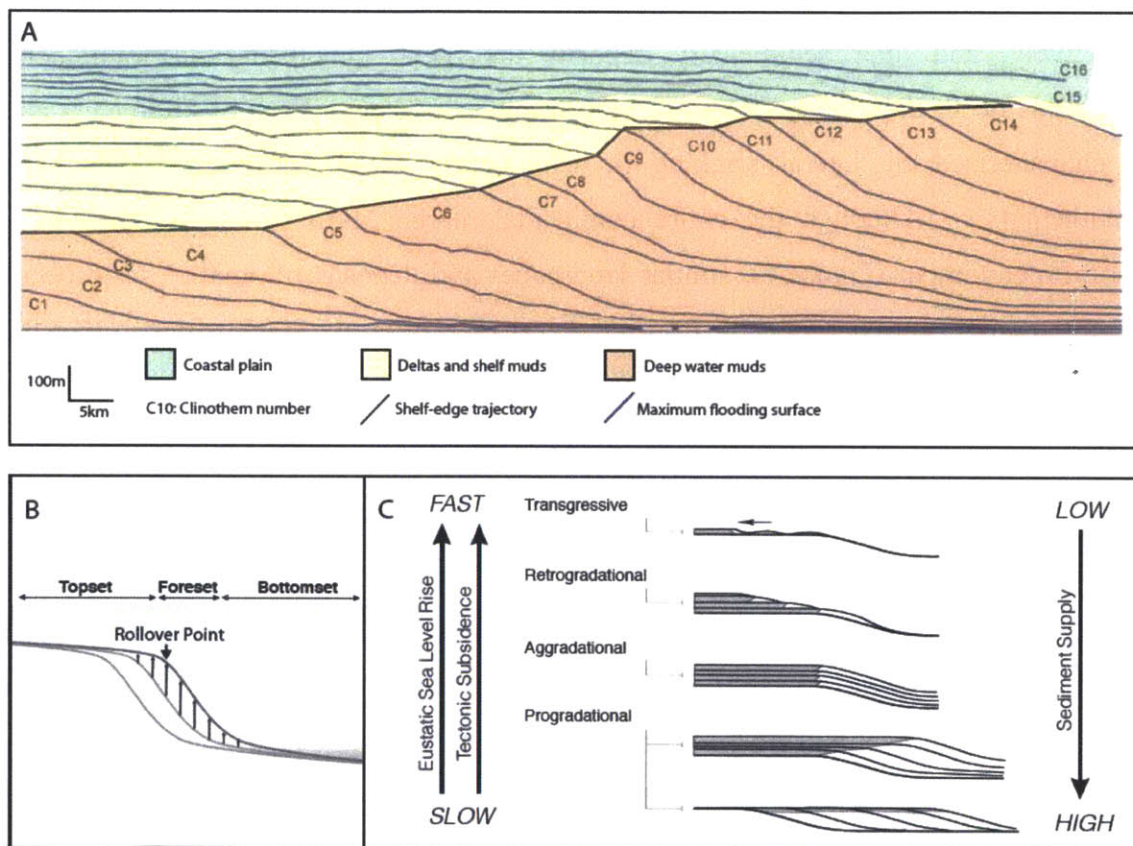 A
C16
C15
C14
C13
C12
C11
C10
C9
C8
C7
C6
C5
C4
C3
C2
C1
100m
5km
Coastal plain
Deltas and shelf muds
Deep water muds
C10: Clinothem number
Shelf-edge trajectory
Maximum flooding surface
B
Topset
Foreset
Bottomset
Rollover Point
C
FAST
Eustatic Sea Level Rise
Tectonic Subsidence
SLOW
Transgressive
Retrogradational
Aggradational
Progradational
LOW
Sediment Supply
HIGH